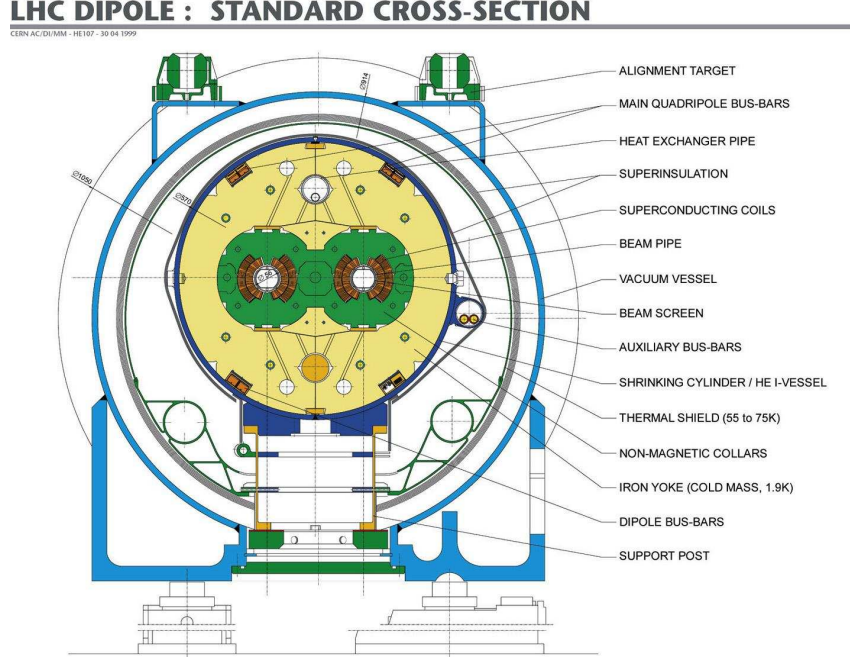 LHC DIPOLE : STANDARD CROSS-SECTION
CERN AC/DI/MM - HE107 - 30 04 1999
ALIGNMENT TARGET
MAIN QUADRIPOLE BUS-BARS
HEAT EXCHANGER PIPE
SUPERINSULATION
SUPERCONDUCTING COILS
BEAM PIPE
VACUUM VESSEL
BEAM SCREEN
AUXILIARY BUS-BARS
SHRINKING CYLINDER / HE I-VESSEL
THERMAL SHIELD (55 to 75K)
NON-MAGNETIC COLLARS
IRON YOKE (COLD MASS, 1.9K)
DIPOLE BUS-BARS
SUPPORT POST
Ø914
Ø1050
Ø570